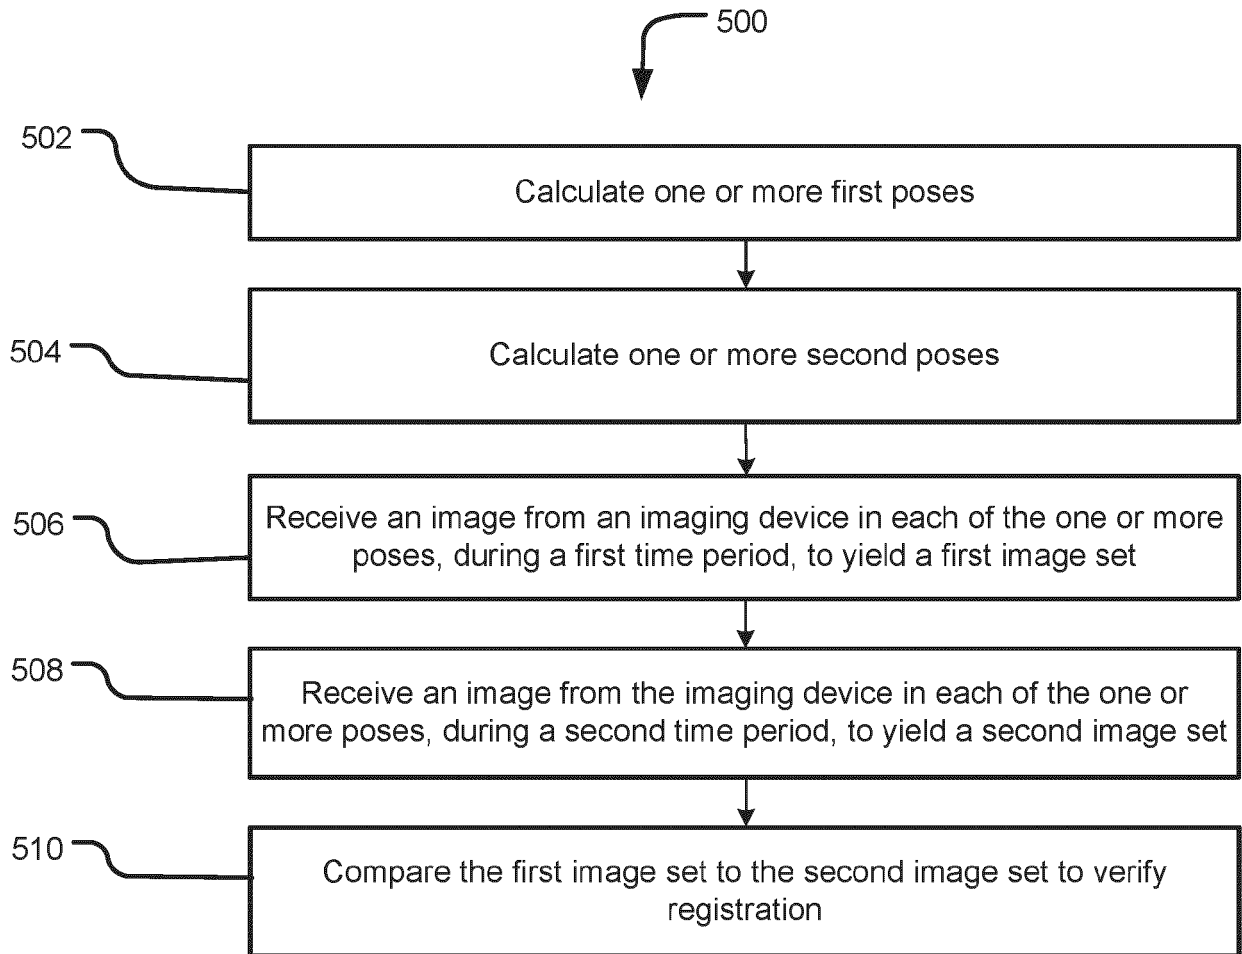 500
502
Calculate one or more first poses
504
Calculate one or more second poses
506
Receive an image from an imaging device in each of the one or more
poses, during a first time period, to yield a first image set
508
Receive an image from the imaging device in each of the one or
more poses, during a second time period, to yield a second image set
510
Compare the first image set to the second image set to verify
registration